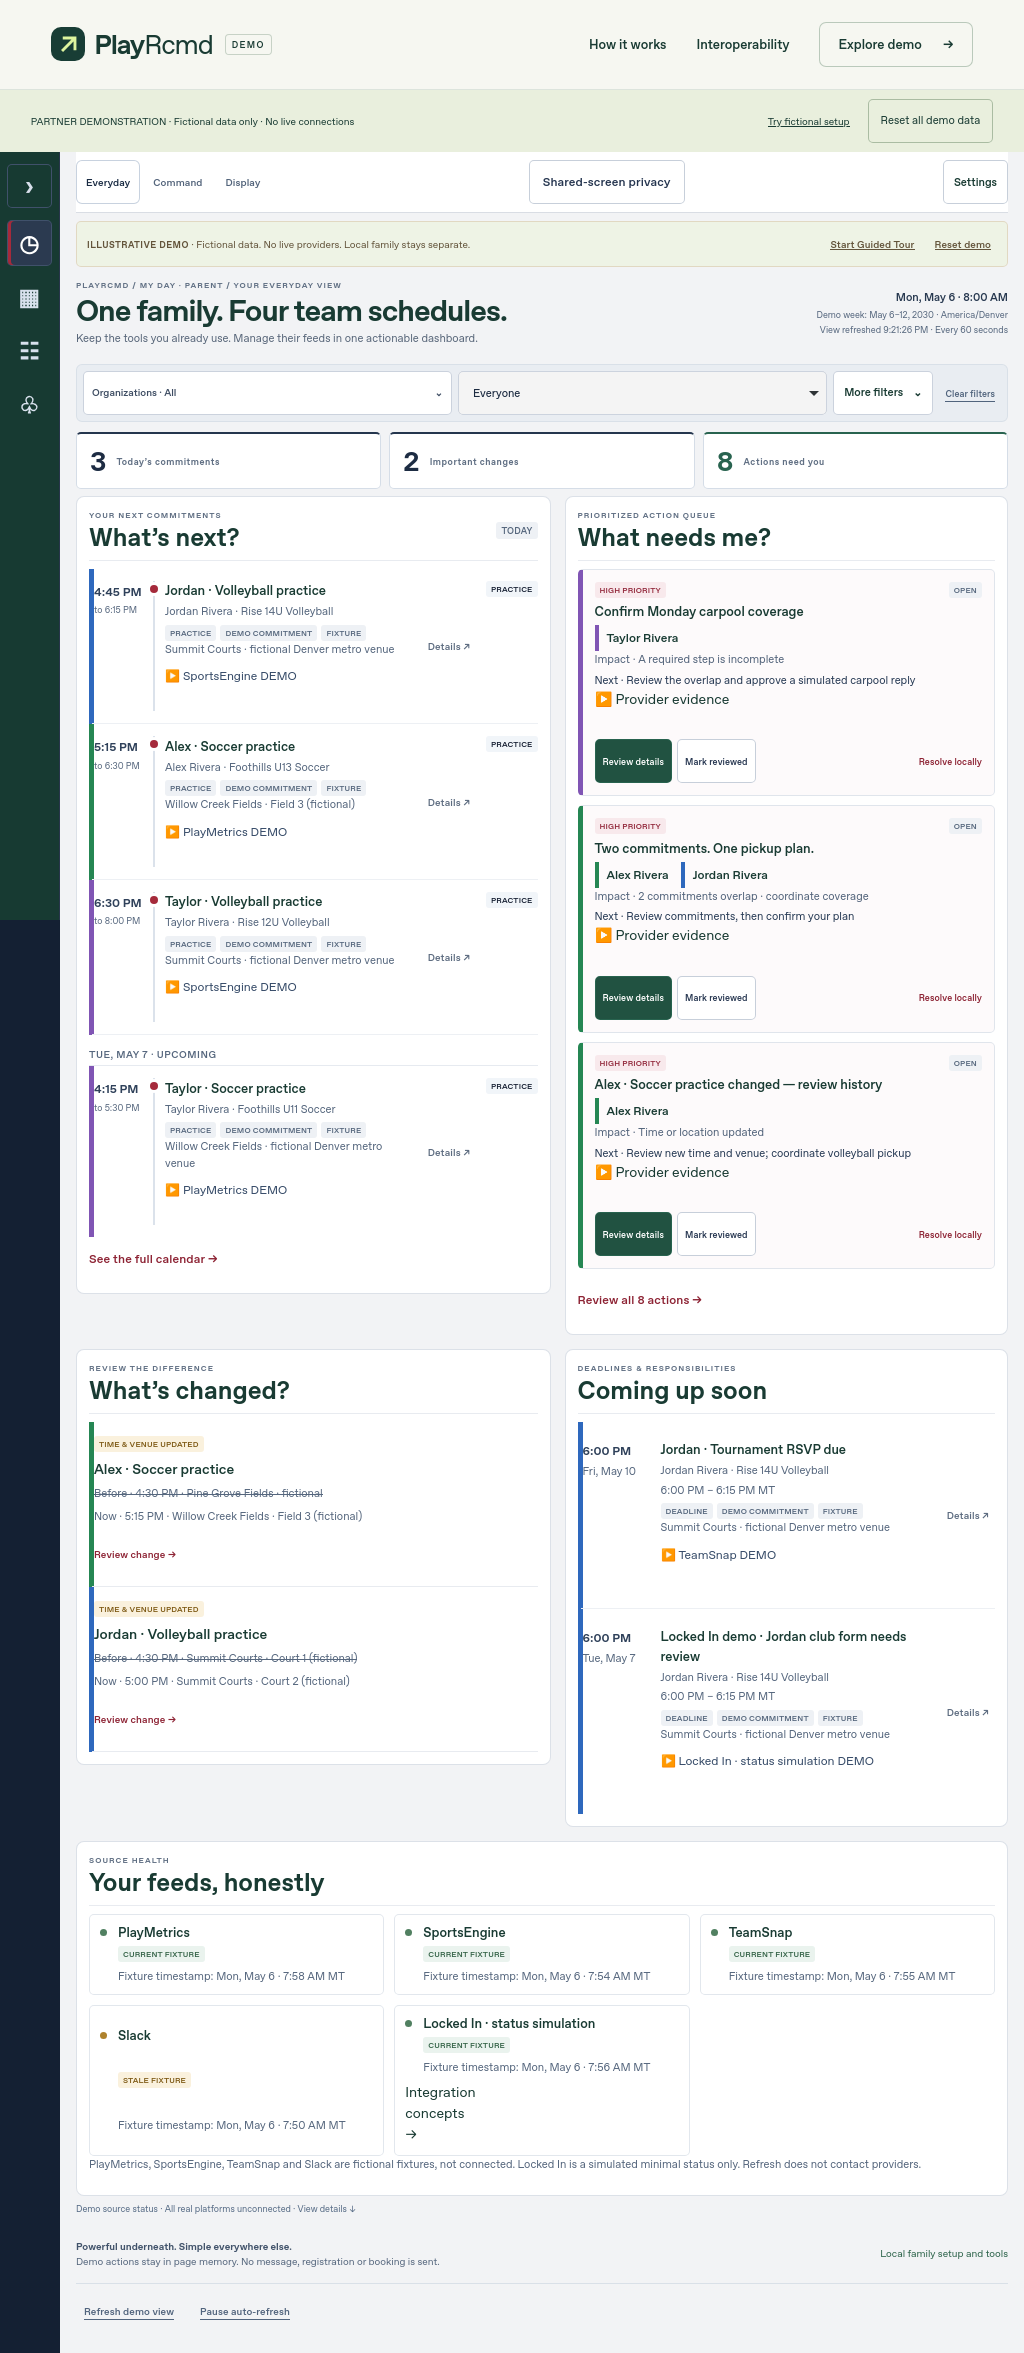 PlayRcmd DEMO
How it works
Interoperability
Explore demo →
PARTNER DEMONSTRATION · Fictional data only · No live connections
Try fictional setup
Reset all demo data
Everyday
Command
Display
Shared-screen privacy
Settings
ILLUSTRATIVE DEMO · Fictional data. No live providers. Local family stays separate.
Start Guided Tour
Reset demo
PLAYRCMD / MY DAY · PARENT / YOUR EVERYDAY VIEW
One family. Four team schedules.
Keep the tools you already use. Manage their feeds in one actionable dashboard.
Mon, May 6 · 8:00 AM
Demo week: May 6–12, 2030 · America/Denver
View refreshed 9:21:26 PM · Every 60 seconds
Organizations · All
Everyone
More filters
Clear filters
3 Today's commitments
2 Important changes
8 Actions need you
YOUR NEXT COMMITMENTS
What's next?
TODAY
4:45 PM
to 6:15 PM
Jordan · Volleyball practice
PRACTICE
Jordan Rivera · Rise 14U Volleyball
PRACTICE DEMO COMMITMENT FIXTURE
Summit Courts · fictional Denver metro venue
Details ↗
SportsEngine DEMO
5:15 PM
to 6:30 PM
Alex · Soccer practice
PRACTICE
Alex Rivera · Foothills U13 Soccer
PRACTICE DEMO COMMITMENT FIXTURE
Willow Creek Fields · Field 3 (fictional)
Details ↗
PlayMetrics DEMO
6:30 PM
to 8:00 PM
Taylor · Volleyball practice
PRACTICE
Taylor Rivera · Rise 12U Volleyball
PRACTICE DEMO COMMITMENT FIXTURE
Summit Courts · fictional Denver metro venue
Details ↗
SportsEngine DEMO
TUE, MAY 7 · UPCOMING
4:15 PM
to 5:30 PM
Taylor · Soccer practice
PRACTICE
Taylor Rivera · Foothills U11 Soccer
PRACTICE DEMO COMMITMENT FIXTURE
Willow Creek Fields · fictional Denver metro
venue
Details ↗
PlayMetrics DEMO
See the full calendar →
PRIORITIZED ACTION QUEUE
What needs me?
HIGH PRIORITY
OPEN
Confirm Monday carpool coverage
Taylor Rivera
Impact · A required step is incomplete
Next · Review the overlap and approve a simulated carpool reply
Provider evidence
Review details
Mark reviewed
Resolve locally
HIGH PRIORITY
OPEN
Two commitments. One pickup plan.
Alex Rivera
Jordan Rivera
Impact · 2 commitments overlap · coordinate coverage
Next · Review commitments, then confirm your plan
Provider evidence
Review details
Mark reviewed
Resolve locally
HIGH PRIORITY
OPEN
Alex · Soccer practice changed — review history
Alex Rivera
Impact · Time or location updated
Next · Review new time and venue; coordinate volleyball pickup
Provider evidence
Review details
Mark reviewed
Resolve locally
Review all 8 actions →
REVIEW THE DIFFERENCE
What's changed?
TIME & VENUE UPDATED
Alex · Soccer practice
Before · 4:30 PM · Pine Grove Fields · fictional
Now · 5:15 PM · Willow Creek Fields · Field 3 (fictional)
Review change →
TIME & VENUE UPDATED
Jordan · Volleyball practice
Before · 4:30 PM · Summit Courts · Court 1 (fictional)
Now · 5:00 PM · Summit Courts · Court 2 (fictional)
Review change →
DEADLINES & RESPONSIBILITIES
Coming up soon
6:00 PM
Fri, May 10
Jordan · Tournament RSVP due
Jordan Rivera · Rise 14U Volleyball
6:00 PM – 6:15 PM MT
DEADLINE DEMO COMMITMENT FIXTURE
Summit Courts · fictional Denver metro venue
Details ↗
TeamSnap DEMO
6:00 PM
Tue, May 7
Locked In demo · Jordan club form needs
review
Jordan Rivera · Rise 14U Volleyball
6:00 PM – 6:15 PM MT
DEADLINE DEMO COMMITMENT FIXTURE
Summit Courts · fictional Denver metro venue
Details ↗
Locked In · status simulation DEMO
SOURCE HEALTH
Your feeds, honestly
PlayMetrics
CURRENT FIXTURE
Fixture timestamp: Mon, May 6 · 7:58 AM MT
SportsEngine
CURRENT FIXTURE
Fixture timestamp: Mon, May 6 · 7:54 AM MT
TeamSnap
CURRENT FIXTURE
Fixture timestamp: Mon, May 6 · 7:55 AM MT
Slack
STALE FIXTURE
Fixture timestamp: Mon, May 6 · 7:50 AM MT
Locked In · status simulation
CURRENT FIXTURE
Fixture timestamp: Mon, May 6 · 7:56 AM MT
Integration
concepts
→
PlayMetrics, SportsEngine, TeamSnap and Slack are fictional fixtures, not connected. Locked In is a simulated minimal status only. Refresh does not contact providers.
Demo source status · All real platforms unconnected · View details ↓
Powerful underneath. Simple everywhere else.
Demo actions stay in page memory. No message, registration or booking is sent.
Local family setup and tools
Refresh demo view
Pause auto-refresh